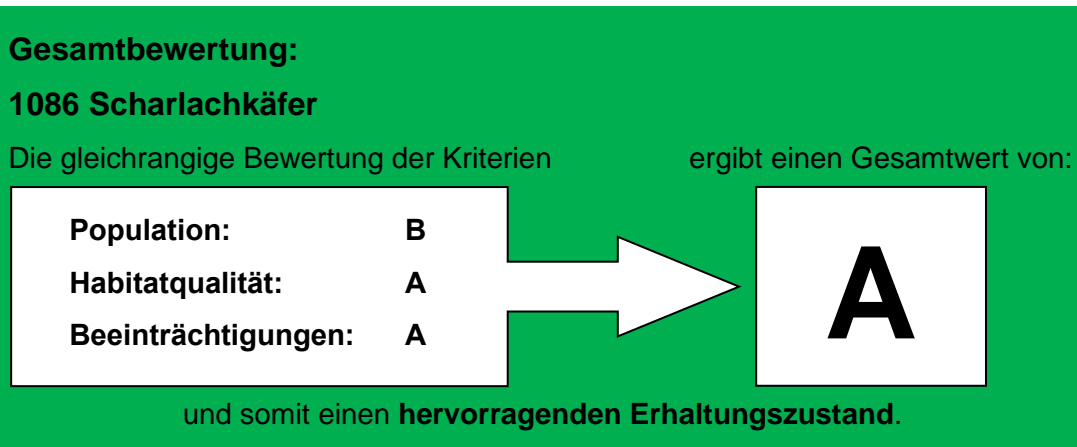 Gesamtbewertung:
1086 Scharlachkäfer
Die gleichrangige Bewertung der Kriterien ergibt einen Gesamtwert von:
Population: B
Habitatqualität: A
Beeinträchtigungen: A
A
und somit einen hervorragenden Erhaltungszustand.